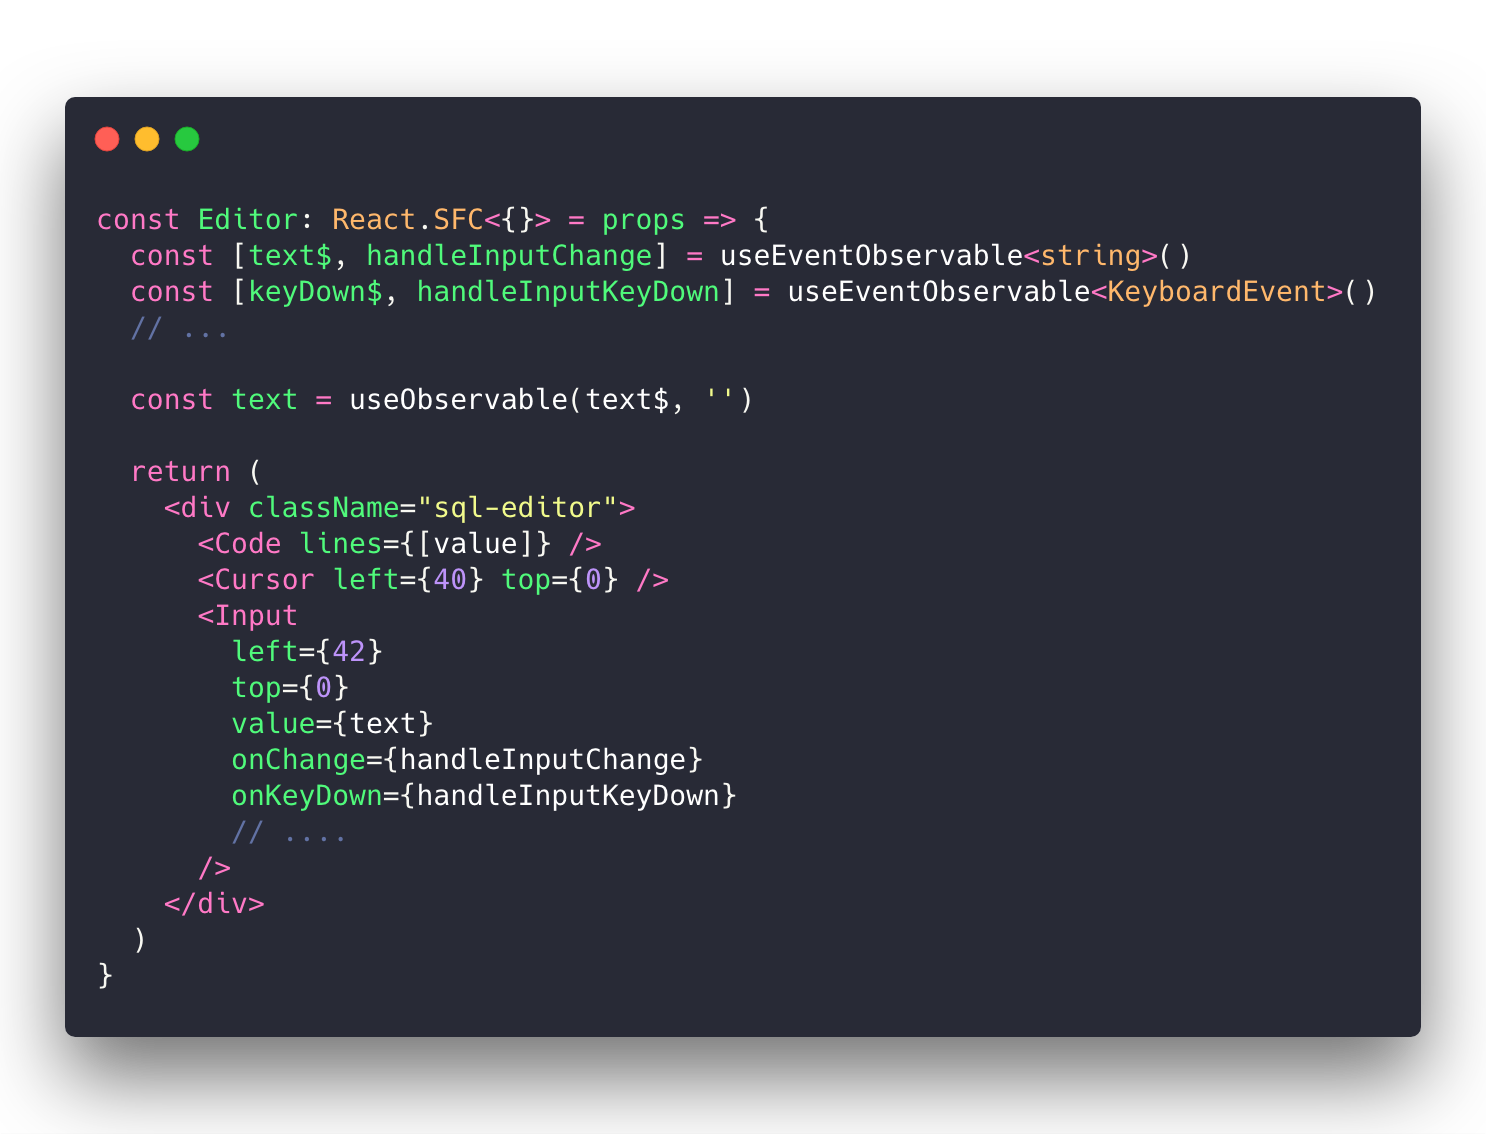 const Editor: React.SFC<{}> = props => {
  const [text$, handleInputChange] = useEventObservable<string>()
  const [keyDown$, handleInputKeyDown] = useEventObservable<KeyboardEvent>()
  // ...

  const text = useObservable(text$, '')

  return (
    <div className="sql-editor">
      <Code lines={[value]} />
      <Cursor left={40} top={0} />
      <Input
        left={42}
        top={0}
        value={text}
        onChange={handleInputChange}
        onKeyDown={handleInputKeyDown}
        // ....
      />
    </div>
  )
}